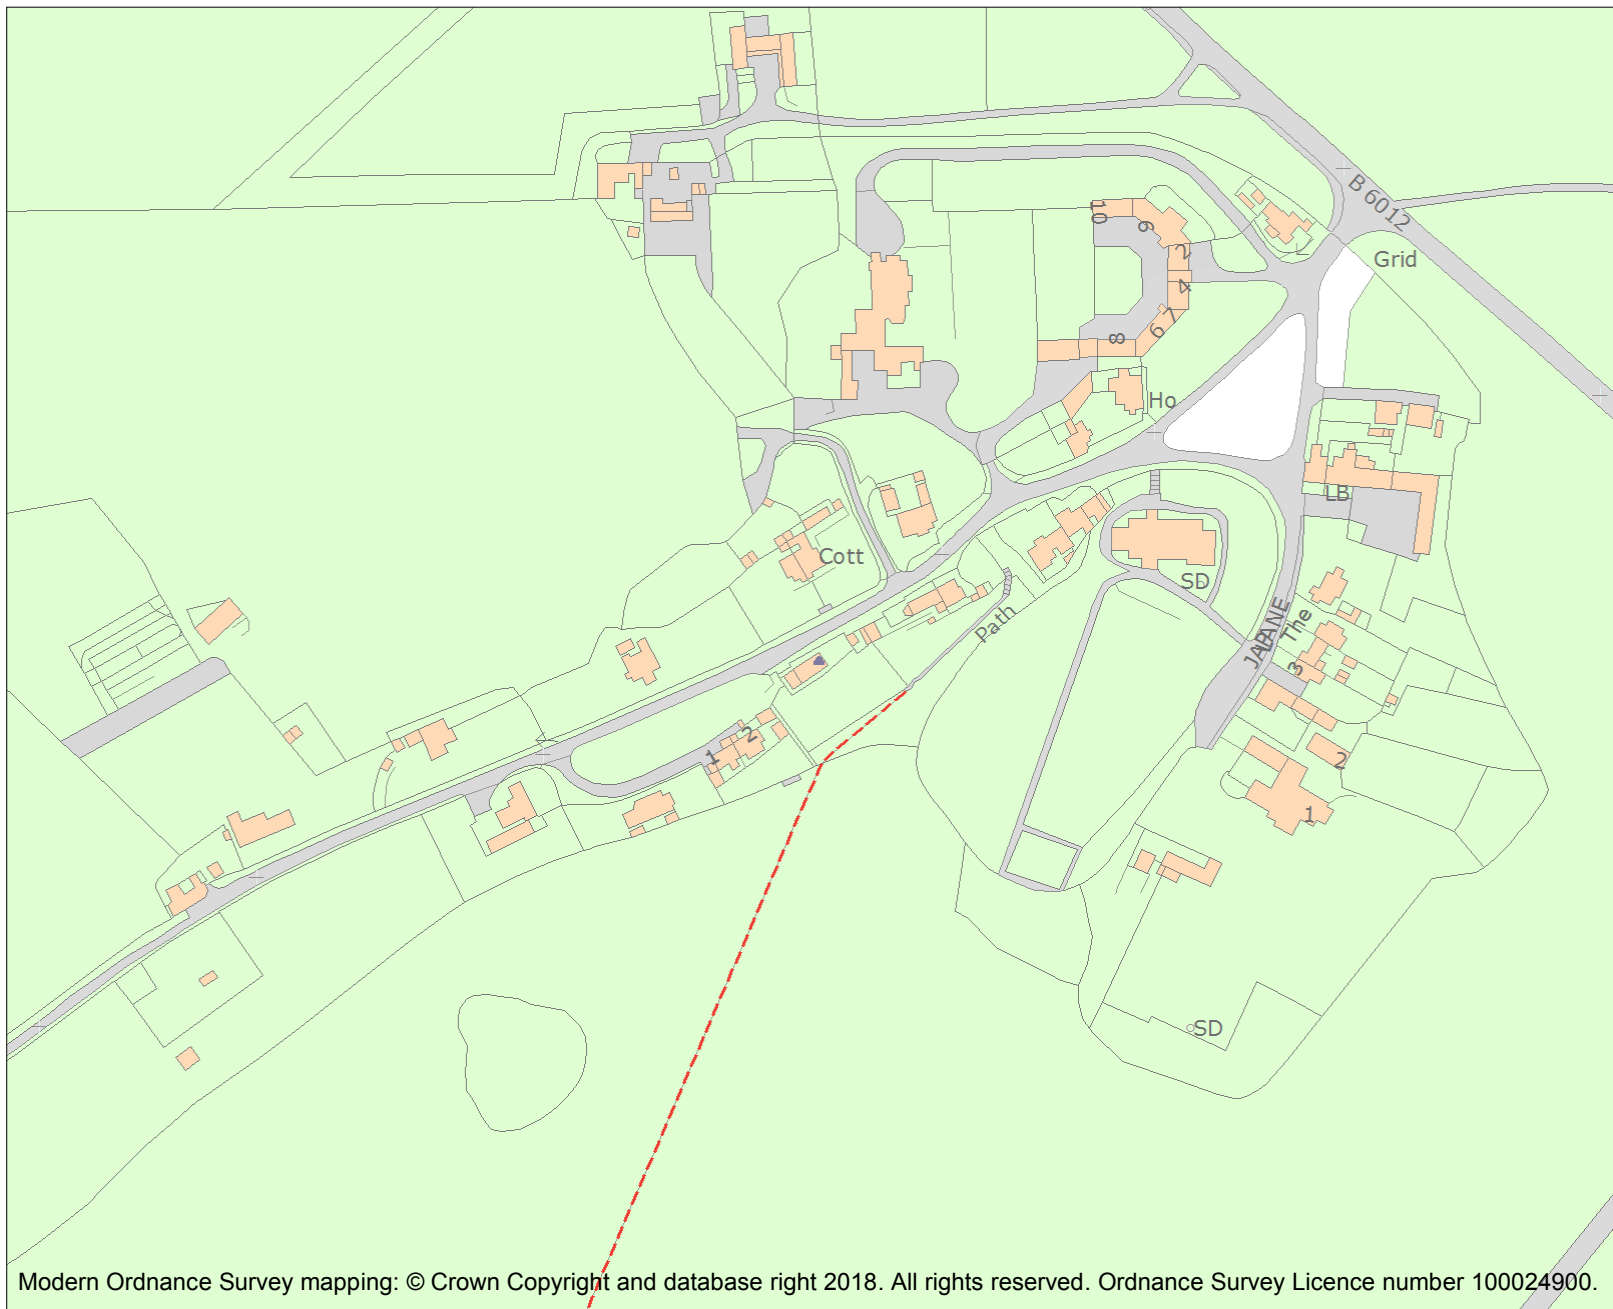 B 6012
Grid
10
9
2
4
6 7
8
Ho
LB
Cott
SD
Path
LANE
The
3
1
2
2
1
SD
Modern Ordnance Survey mapping: © Crown Copyright and database right 2018. All rights reserved. Ordnance Survey Licence number 100024900.